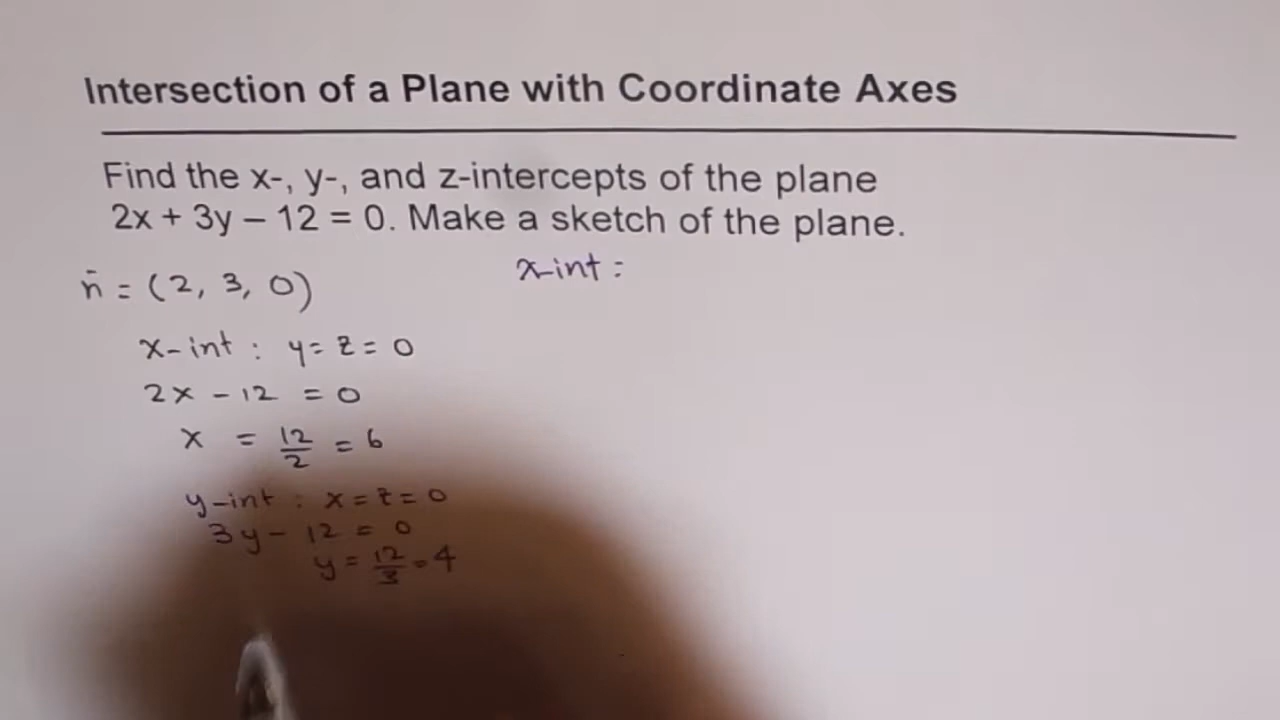 Intersection of a Plane with Coordinate Axes
Find the x-, y-, and z-intercepts of the plane
2x + 3y – 12 = 0. Make a sketch of the plane.
n̄ = (2, 3, 0)
x-int : y = z = 0
2x - 12 = 0
x = 12/2 = 6
y-int : x = z = 0
3y - 12 = 0
y = 12/3 = 4
x-int =